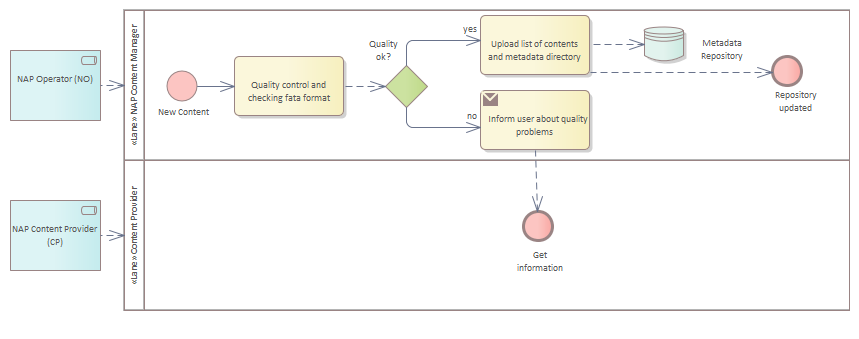 NAP Operator (NO)
«Lane» NAP Content Manager
New Content
Quality control and
checking fata format
Quality
ok?
yes
no
Upload list of contents
and metadata directory
Inform user about quality
problems
Metadata
Repository
Repository
updated
NAP Content Provider
(CP)
«Lane» Content Provider
Get
information